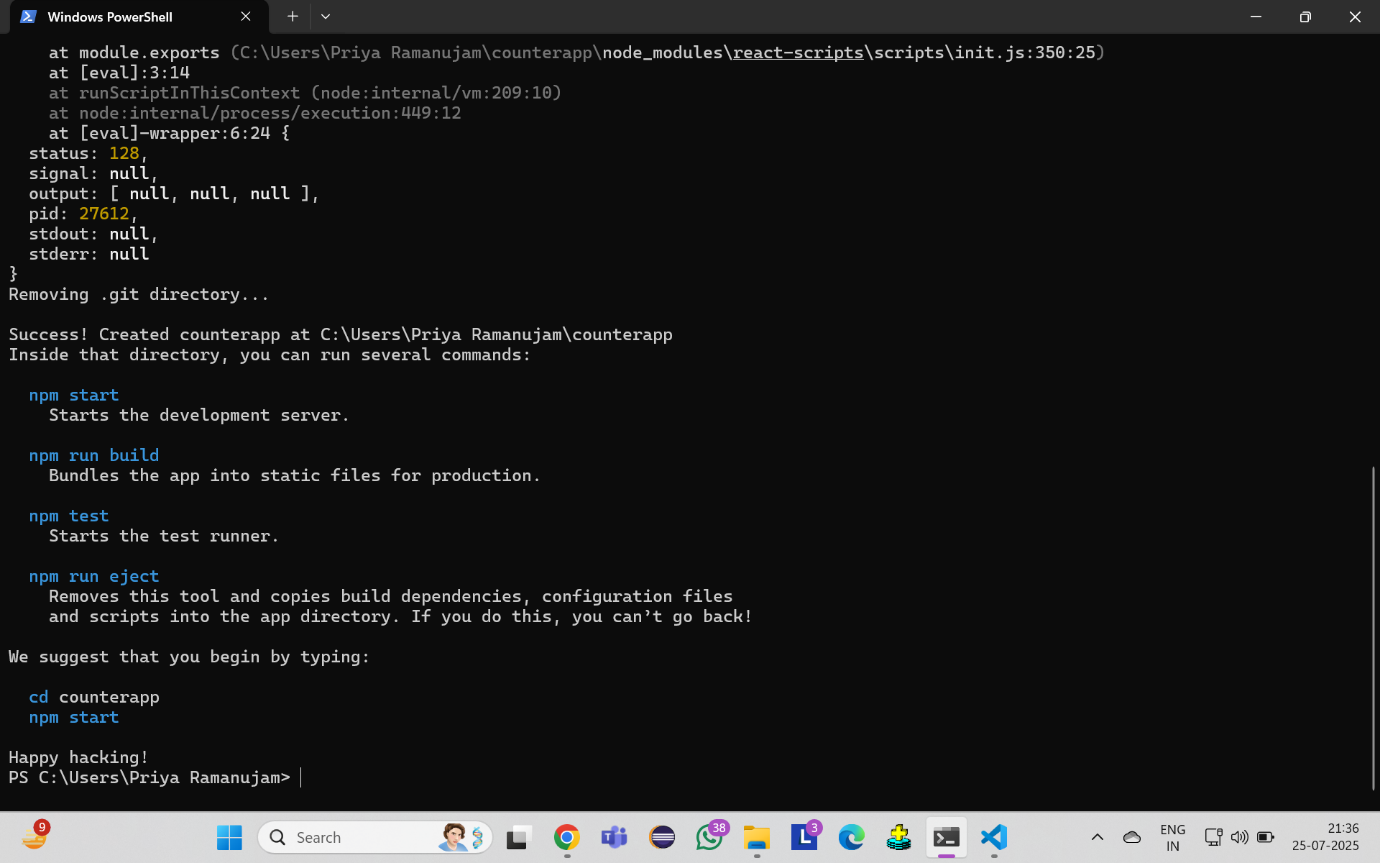 Windows PowerShell
at module.exports (C:\Users\Priya Ramanujam\counterapp\node_modules\react-scripts\scripts\init.js:350:25)
at [eval]:3:14
at runScriptInThisContext (node:internal/vm:209:10)
at node:internal/process/execution:449:12
at [eval]-wrapper:6:24 {
status: 128,
signal: null,
output: [ null, null, null ],
pid: 27612,
stdout: null,
stderr: null
}
Removing .git directory...
Success! Created counterapp at C:\Users\Priya Ramanujam\counterapp
Inside that directory, you can run several commands:
npm start
Starts the development server.
npm run build
Bundles the app into static files for production.
npm test
Starts the test runner.
npm run eject
Removes this tool and copies build dependencies, configuration files
and scripts into the app directory. If you do this, you can’t go back!
We suggest that you begin by typing:
cd counterapp
npm start
Happy hacking!
PS C:\Users\Priya Ramanujam>
9
Search
T
38
L
3
ENG
IN
21:36
25-07-2025